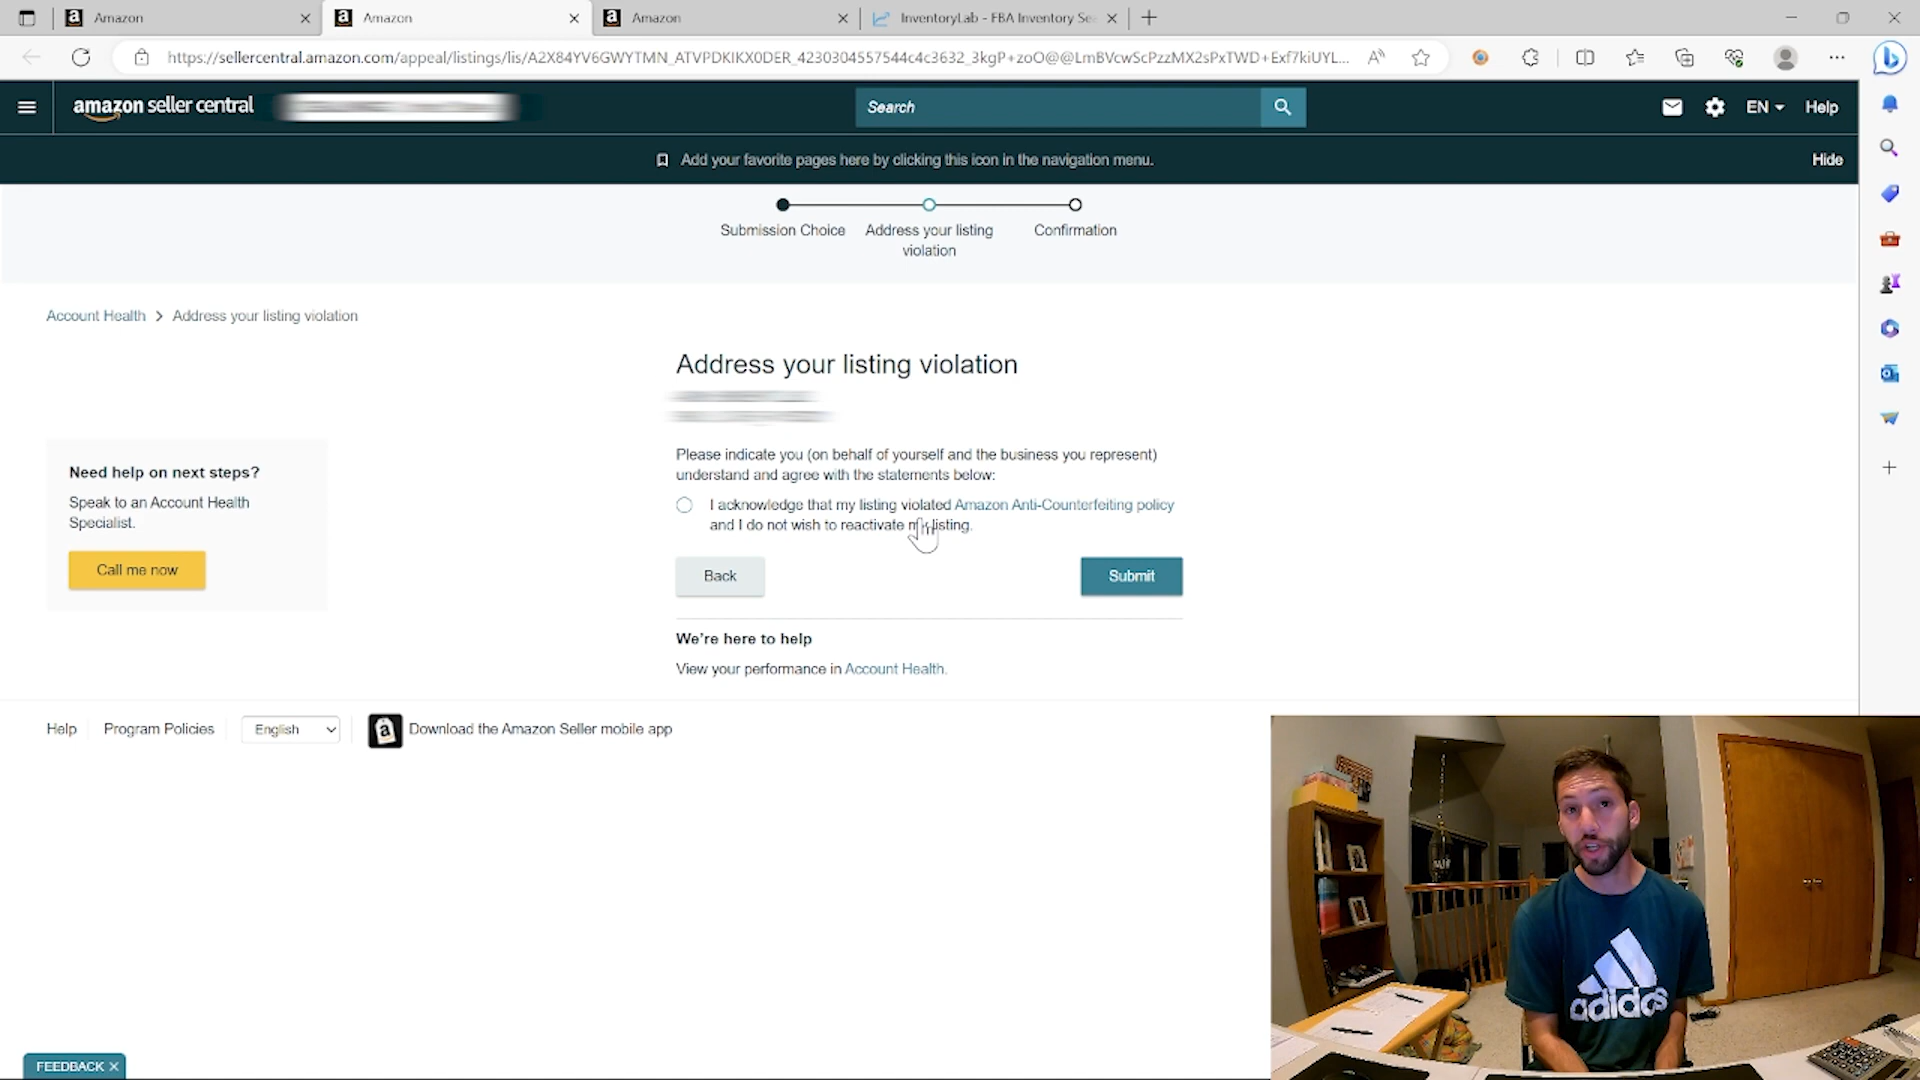 Amazon
Amazon
Amazon
InventoryLab - FBA Inventory Se
https://sellercentral.amazon.com/appeal/listings/lis/A2X84YV6GWYTMN_ATVPDKIKX0DER_4230304557544c4c3632_3kgP+zoO@@LmBVcwScPzzMX2sPxTWD+Exf7kiUYL...
amazon seller central
Search
EN
Help
Add your favorite pages here by clicking this icon in the navigation menu.
Hide
Submission Choice
Address your listing
violation
Confirmation
Account Health > Address your listing violation
Address your listing violation
Need help on next steps?
Speak to an Account Health
Specialist.
Call me now
Please indicate you (on behalf of yourself and the business you represent)
understand and agree with the statements below:
I acknowledge that my listing violated Amazon Anti-Counterfeiting policy
and I do not wish to reactivate my listing.
Back
Submit
We're here to help
View your performance in Account Health.
Help
Program Policies
English
Download the Amazon Seller mobile app
adidas
FEEDBACK ×